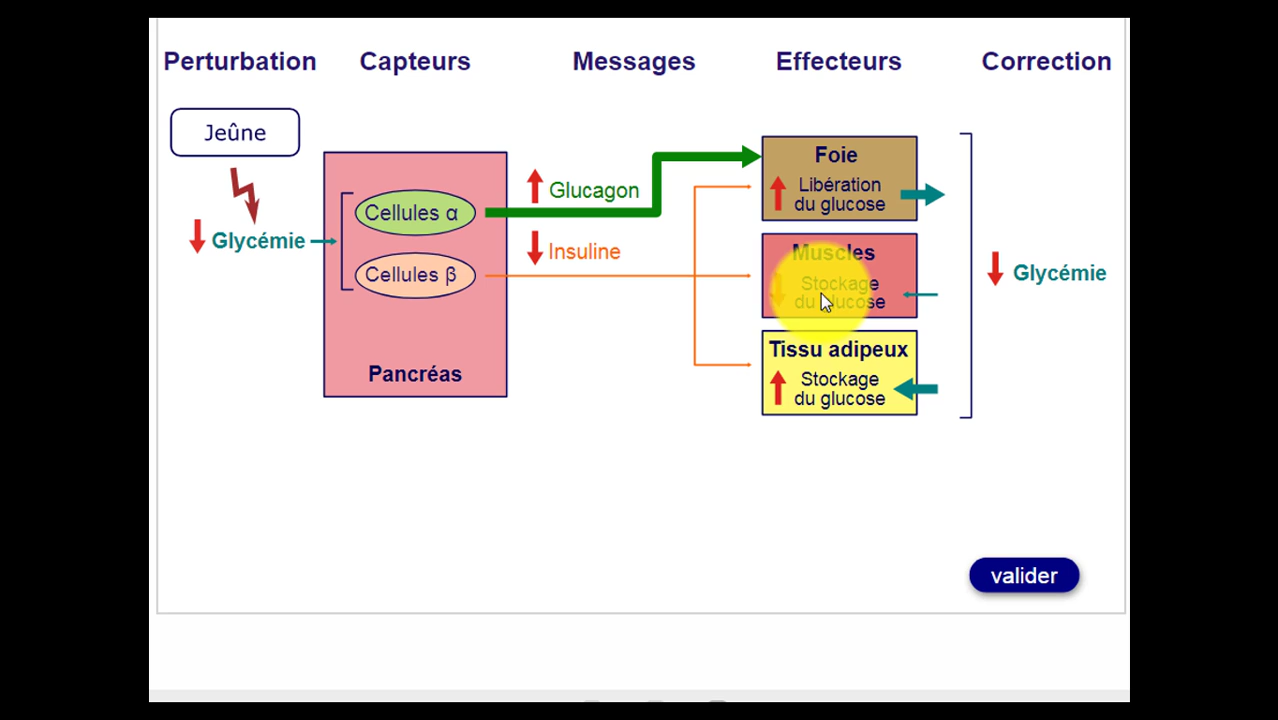 Perturbation
Capteurs
Messages
Effecteurs
Correction
Jeûne
Glycémie
Cellules α
Cellules β
Pancréas
Glucagon
Insuline
Foie
Libération
du glucose
Muscles
Stockage
du glucose
Tissu adipeux
Stockage
du glucose
Glycémie
valider